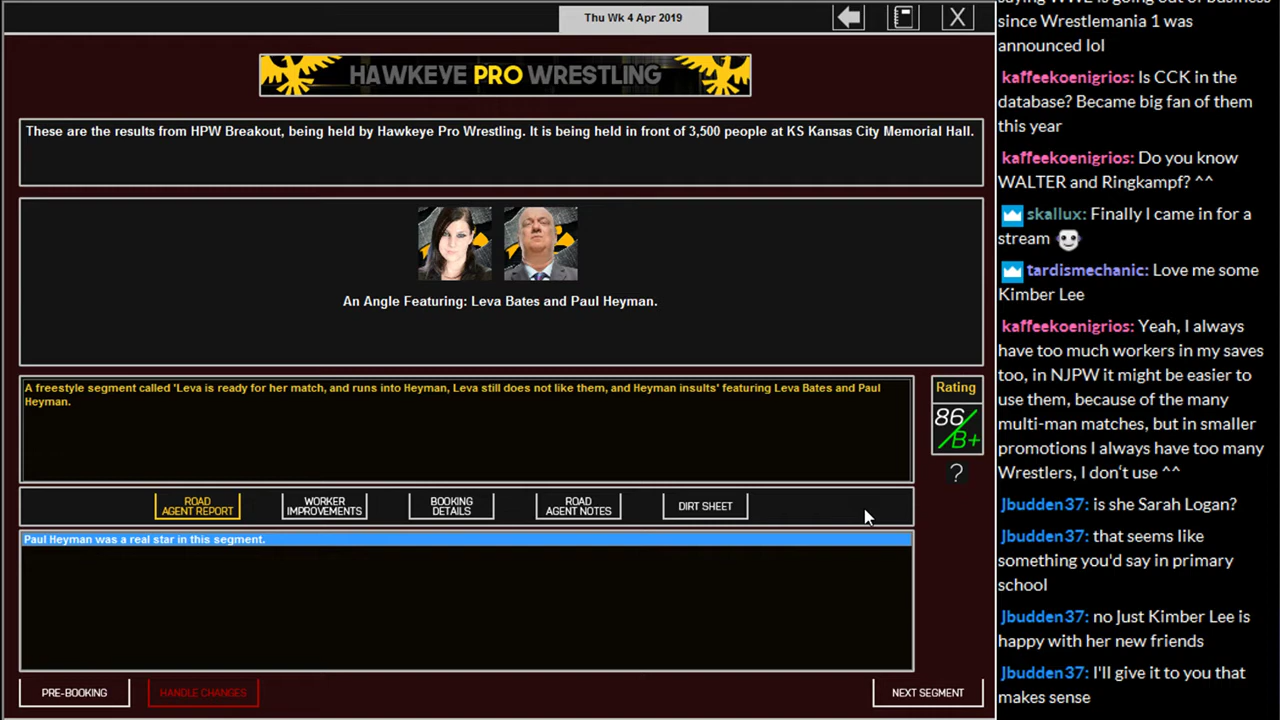 Thu Wk 4 Apr 2019
HAWKEYE PRO WRESTLING
These are the results from HPW Breakout, being held by Hawkeye Pro Wrestling. It is being held in front of 3,500 people at KS Kansas City Memorial Hall.
An Angle Featuring: Leva Bates and Paul Heyman.
A freestyle segment called 'Leva is ready for her match, and runs into Heyman, Leva still does not like them, and Heyman insults' featuring Leva Bates and Paul
Heyman.
Rating
86/B+
?
ROAD
AGENT REPORT
WORKER
IMPROVEMENTS
BOOKING
DETAILS
ROAD
AGENT NOTES
DIRT SHEET
Paul Heyman was a real star in this segment.
PRE-BOOKING
HANDLE CHANGES
NEXT SEGMENT
saying WWE is going out of business
since Wrestlemania 1 was
announced lol
kaffeekoenigrios: Is CCK in the
database? Became big fan of them
this year
kaffeekoenigrios: Do you know
WALTER and Ringkampf? ^^
skallux: Finally I came in for a
stream
tardismechanic: Love me some
Kimber Lee
kaffeekoenigrios: Yeah, I always
have too much workers in my saves
too, in NJPW it might be easier to
use them, because of the many
multi-man matches, but in smaller
promotions I always have too many
Wrestlers, I don't use ^^
Jbudden37: is she Sarah Logan?
Jbudden37: that seems like
something you'd say in primary
school
Jbudden37: no Just Kimber Lee is
happy with her new friends
Jbudden37: I'll give it to you that
makes sense